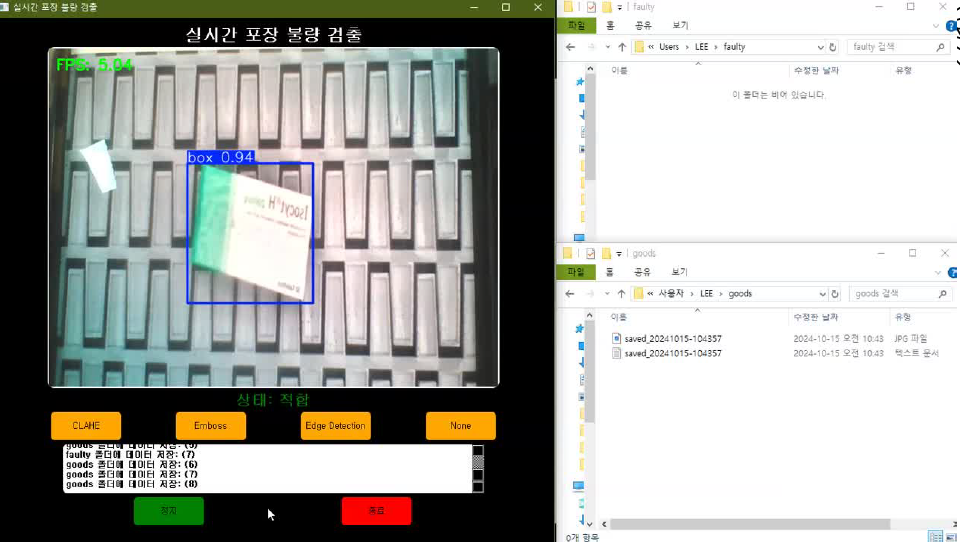 실시간 포장 불량 검출
실시간 포장 불량 검출
FPS: 5.04
box 0.94
상태: 적합
CLAHE
Emboss
Edge Detection
None
goods 폴더에 데이터 저장: (5)
faulty 폴더에 데이터 저장: (7)
goods 폴더에 데이터 저장: (6)
goods 폴더에 데이터 저장: (7)
goods 폴더에 데이터 저장: (8)
정지
종료
faulty
파일 홈 공유 보기
Users > LEE > faulty
faulty 검색
이름 수정한 날짜 유형
이 폴더는 비어 있습니다.
goods
파일 홈 공유 보기
사용자 > LEE > goods
goods 검색
이름 수정한 날짜 유형
saved_20241015-104357 2024-10-15 오전 10:43 JPG 파일
saved_20241015-104357 2024-10-15 오전 10:43 텍스트 문서
0개 항목